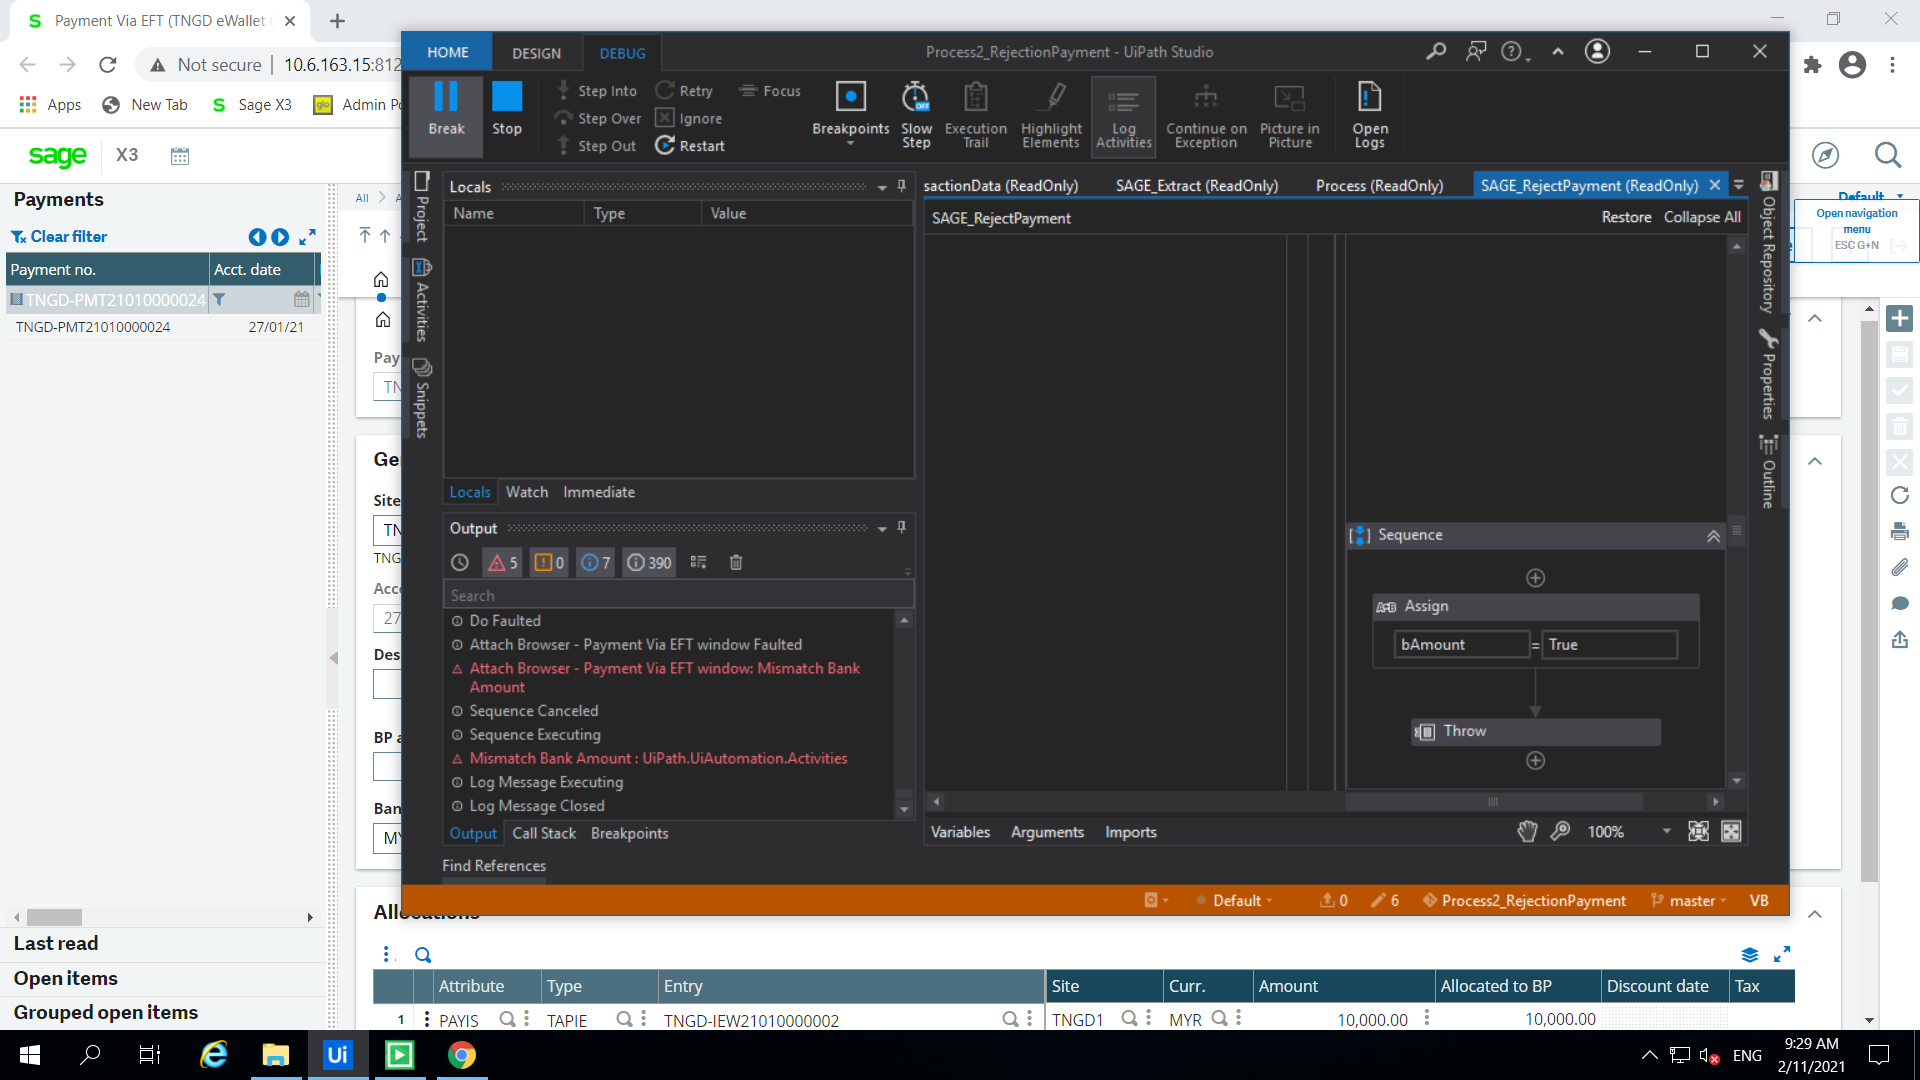 Payment Via EFT (TNGD eWallet
Not secure
10.6.163.15:812
Apps
New Tab
Sage X3
Admin Po
sage
X3
Payments
Clear filter
Payment no.
Acct. date
TNGD-PMT21010000024
TNGD-PMT21010000024
27/01/21
Last read
Open items
Grouped open items
All
Pay
TN
Ge
Site
TN
TNG
Acc
27
Des
BP a
Ban
MY
HOME
DESIGN
DEBUG
Process2_RejectionPayment - UiPath Studio
Break
Stop
Step Into
Step Over
Step Out
Retry
Ignore
Restart
Focus
Breakpoints
Slow
Step
OFF
Execution
Trail
Highlight
Elements
Log
Activities
Continue on
Exception
Picture in
Picture
Open
Logs
Project
Activities
Snippets
Locals
Name
Type
Value
Locals
Watch
Immediate
Output
5
0
7
390
Search
Do Faulted
Attach Browser - Payment Via EFT window Faulted
Attach Browser - Payment Via EFT window: Mismatch Bank
Amount
Sequence Canceled
Sequence Executing
Mismatch Bank Amount : UiPath.UiAutomation.Activities
Log Message Executing
Log Message Closed
Output
Call Stack
Breakpoints
Find References
sactionData (ReadOnly)
SAGE_Extract (ReadOnly)
Process (ReadOnly)
SAGE_RejectPayment (ReadOnly)
SAGE_RejectPayment
Restore
Collapse All
Sequence
Assign
bAmount
=
True
Throw
Variables
Arguments
Imports
100%
Object Repository
Properties
Outline
Default
0
6
Process2_RejectionPayment
master
VB
Default
Open navigation
menu
ESC G+N
Allocations
Attribute
Type
Entry
Site
Curr.
Amount
Allocated to BP
Discount date
Tax
1
PAYIS
TAPIE
TNGD-IEW21010000002
TNGD1
MYR
10,000.00
10,000.00
Ui
ENG
9:29 AM
2/11/2021